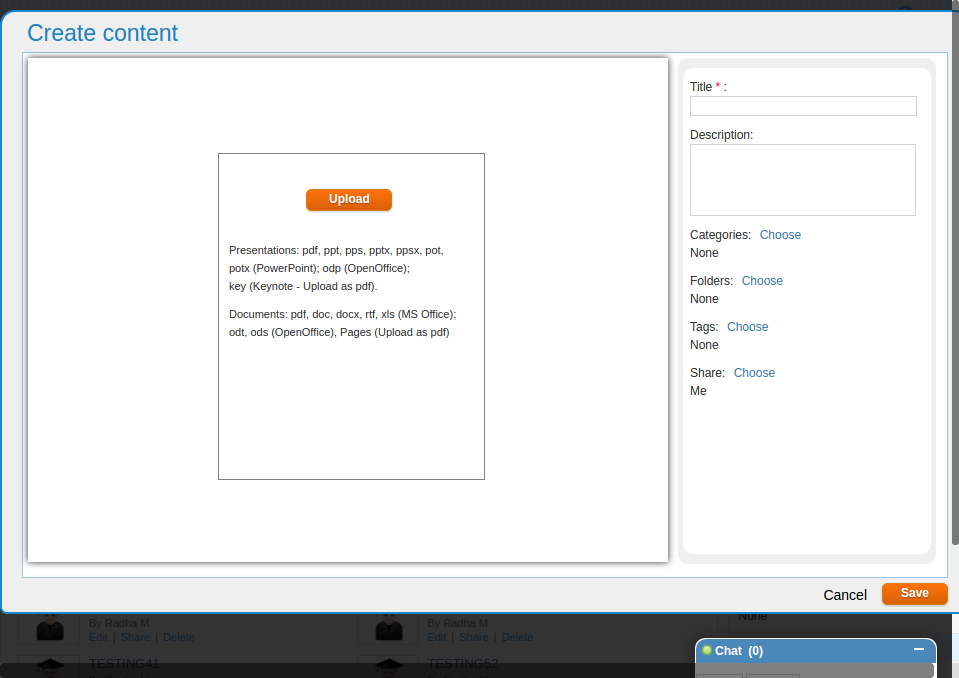 Create content
Upload
Presentations: pdf, ppt, pps, pptx, ppsx, pot,
potx (PowerPoint); odp (OpenOffice);
key (Keynote - Upload as pdf).
Documents: pdf, doc, docx, rtf, xls (MS Office);
odt, ods (OpenOffice), Pages (Upload as pdf)
Title * :
Description:
Categories: Choose
None
Folders: Choose
None
Tags: Choose
None
Share: Choose
Me
Cancel Save
By Radha M By Radha M None
Edit | Share | Delete Edit | Share | Delete
Chat (0)
TESTING41 TESTING52